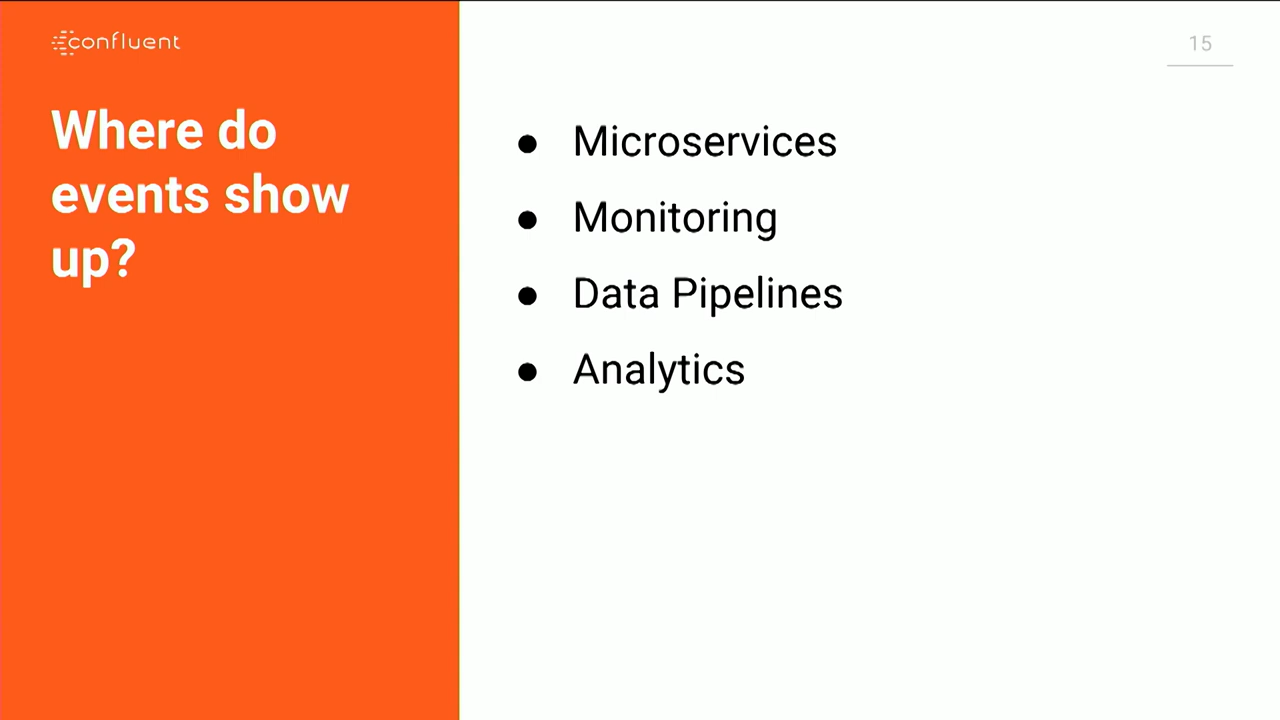 confluent
15
Where do
events show
up?
● Microservices
● Monitoring
● Data Pipelines
● Analytics